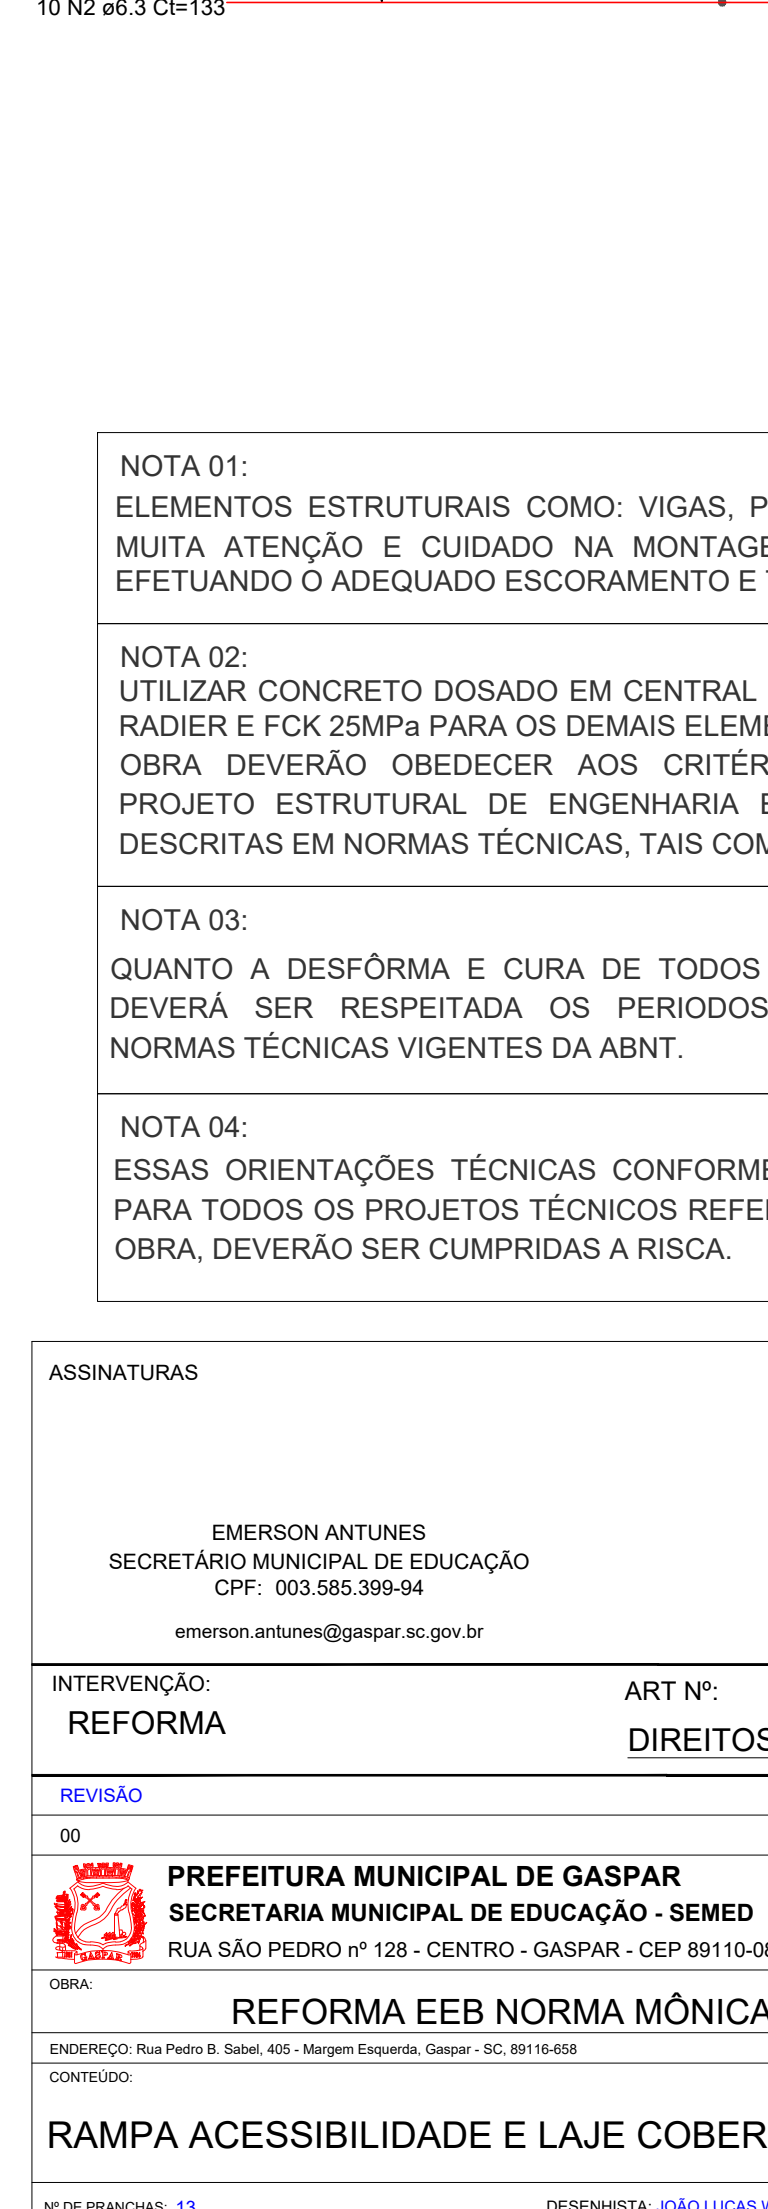 10 N2 ø6.3 Ct=133
NOTA 01:
ELEMENTOS ESTRUTURAIS COMO: VIGAS, P
MUITA ATENÇÃO E CUIDADO NA MONTAGE
EFETUANDO O ADEQUADO ESCORAMENTO E
NOTA 02:
UTILIZAR CONCRETO DOSADO EM CENTRAL
RADIER E FCK 25MPa PARA OS DEMAIS ELEME
OBRA DEVERÃO OBEDECER AOS CRITÉR
PROJETO ESTRUTURAL DE ENGENHARIA E
DESCRITAS EM NORMAS TÉCNICAS, TAIS COM
NOTA 03:
QUANTO A DESFÔRMA E CURA DE TODOS
DEVERÁ SER RESPEITADA OS PERIODOS
NORMAS TÉCNICAS VIGENTES DA ABNT.
NOTA 04:
ESSAS ORIENTAÇÕES TÉCNICAS CONFORME
PARA TODOS OS PROJETOS TÉCNICOS REFE
OBRA, DEVERÃO SER CUMPRIDAS A RISCA.
ASSINATURAS
EMERSON ANTUNES
SECRETÁRIO MUNICIPAL DE EDUCAÇÃO
CPF: 003.585.399-94
emerson.antunes@gaspar.sc.gov.br
INTERVENÇÃO:
REFORMA
ART Nº:
DIREITOS
REVISÃO
00
GASPAR
PREFEITURA MUNICIPAL DE GASPAR
SECRETARIA MUNICIPAL DE EDUCAÇÃO - SEMED
RUA SÃO PEDRO nº 128 - CENTRO - GASPAR - CEP 89110-08
OBRA:
REFORMA EEB NORMA MÔNICA
ENDEREÇO: Rua Pedro B. Sabel, 405 - Margem Esquerda, Gaspar - SC, 89116-658
CONTEÚDO:
RAMPA ACESSIBILIDADE E LAJE COBER
Nº DE PRANCHAS: 13
DESENHISTA: JOÃO LUCAS W